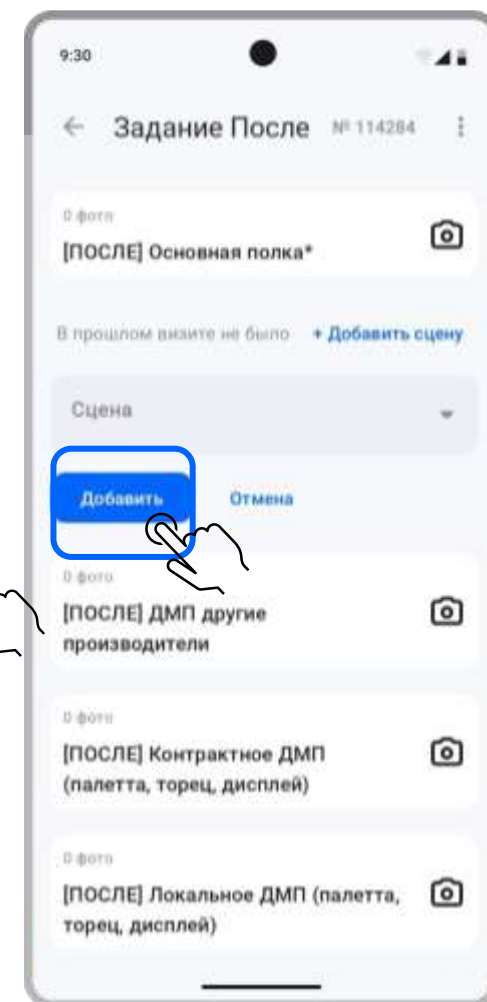 9:30
Задание После № 114284
0 фото
[ПОСЛЕ] Основная полка*
В прошлом визите не было + Добавить сцену
Сцена
Добавить Отмена
0 фото
[ПОСЛЕ] ДМП другие
производители
0 фото
[ПОСЛЕ] Контрактное ДМП
(палетта, торец, дисплей)
0 фото
[ПОСЛЕ] Локальное ДМП (палетта,
торец, дисплей)